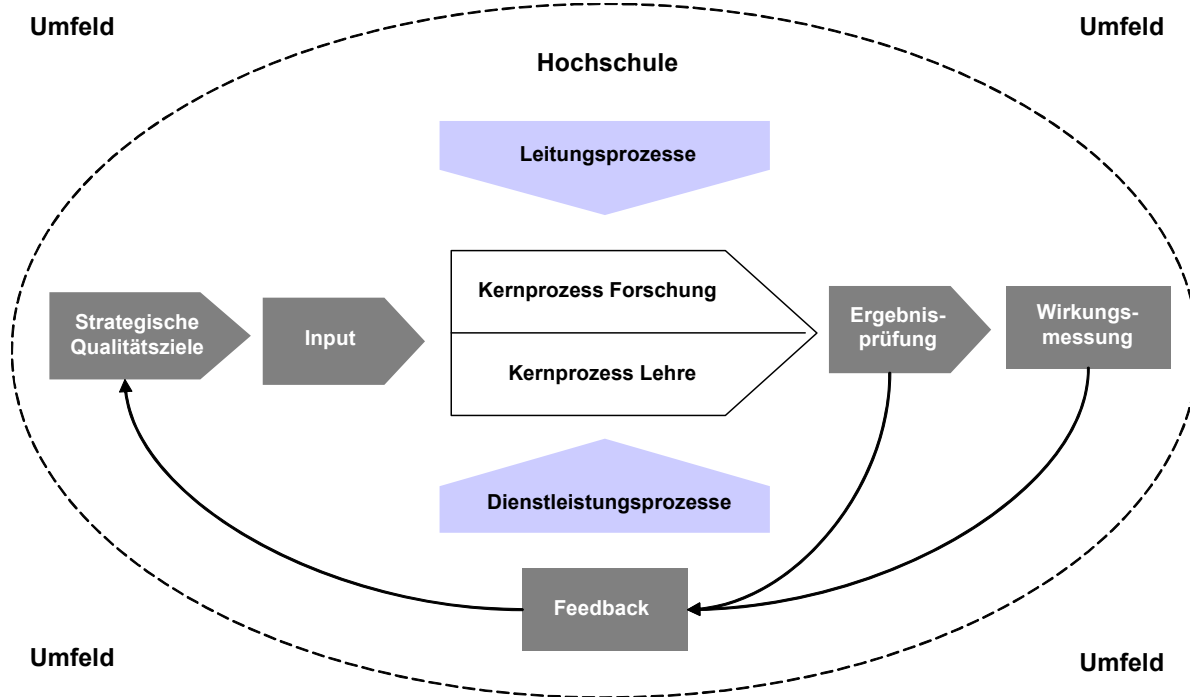 Umfeld
Umfeld
Hochschule
Leitungsprozesse
Strategische
Qualitätsziele
Input
Kernprozess Forschung
Kernprozess Lehre
Ergebnis-
prüfung
Wirkungs-
messung
Dienstleistungsprozesse
Feedback
Umfeld
Umfeld